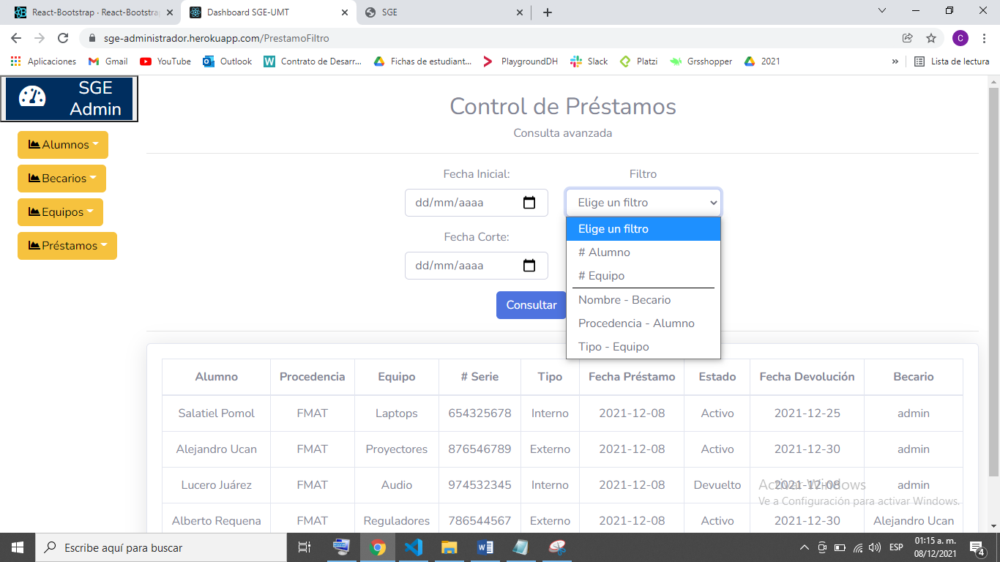 React-Bootstrap · React-Bootstra
Dashboard SGE-UMT
SGE
sge-administrador.herokuapp.com/PrestamoFiltro
C
Aplicaciones
Gmail
YouTube
Outlook
Contrato de Desarr...
Fichas de estudiant...
PlaygroundDH
Slack
Platzi
Grsshopper
2021
»
Lista de lectura
SGE
Admin
Alumnos
Becarios
Equipos
Préstamos
Control de Préstamos
Consulta avanzada
Fecha Inicial:
Filtro
dd/mm/aaaa
Elige un filtro
Elige un filtro
# Alumno
# Equipo
Nombre - Becario
Procedencia - Alumno
Tipo - Equipo
Fecha Corte:
dd/mm/aaaa
Consultar
Alumno Procedencia Equipo # Serie Tipo Fecha Préstamo Estado Fecha Devolución Becario
Salatiel Pomol FMAT Laptops 654325678 Interno 2021-12-08 Activo 2021-12-25 admin
Alejandro Ucan FMAT Proyectores 876546789 Externo 2021-12-08 Activo 2021-12-30 admin
Lucero Juárez FMAT Audio 974532345 Interno 2021-12-08 Devuelto 2021-12-08 admin
Alberto Requena FMAT Reguladores 786544567 Externo 2021-12-08 Activo 2021-12-30 Alejandro Ucan
Activar Windows
Ve a Configuración para activar Windows.
Escribe aquí para buscar
ESP
01:15 a. m.
08/12/2021
4